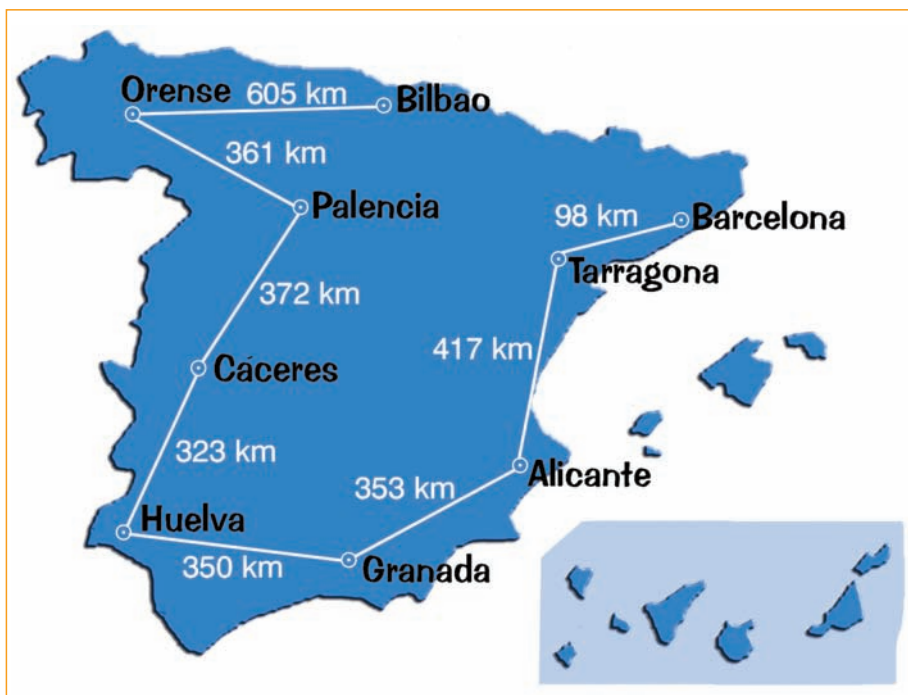 Orense
605 km
Bilbao
361 km
Palencia
98 km
Barcelona
Tarragona
372 km
417 km
Cáceres
323 km
Alicante
353 km
Huelva
350 km
Granada